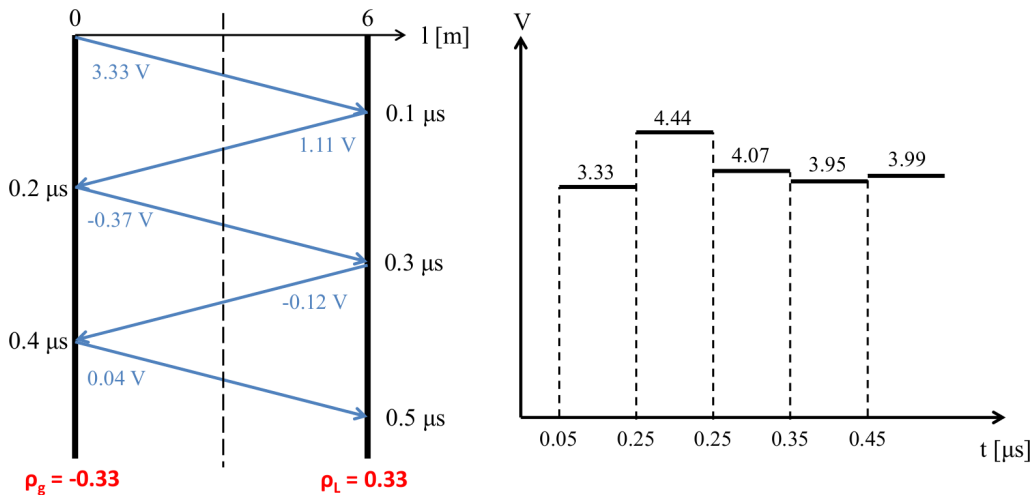 0
6
l [m]
3.33 V
0.1 μs
1.11 V
0.2 μs
-0.37 V
0.3 μs
-0.12 V
0.4 μs
0.04 V
0.5 μs
ρg = -0.33
ρL = 0.33
V
3.33
4.44
4.07
3.95
3.99
0.05
0.25
0.25
0.35
0.45
t [μs]